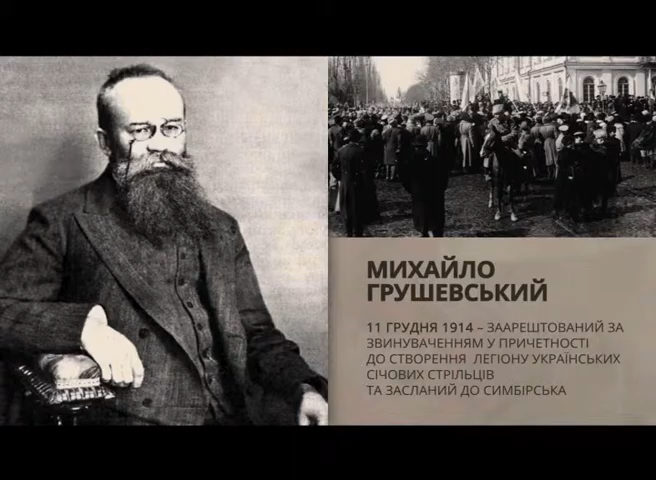 МИХАЙЛО
ГРУШЕВСЬКИЙ
11 ГРУДНЯ 1914 – ЗААРЕШТОВАНИЙ ЗА
ЗВИНУВАЧЕННЯМ У ПРИЧЕТНОСТІ
ДО СТВОРЕННЯ ЛЕГІОНУ УКРАЇНСЬКИХ
СІЧОВИХ СТРІЛЬЦІВ
ТА ЗАСЛАНИЙ ДО СИМБІРСЬКА